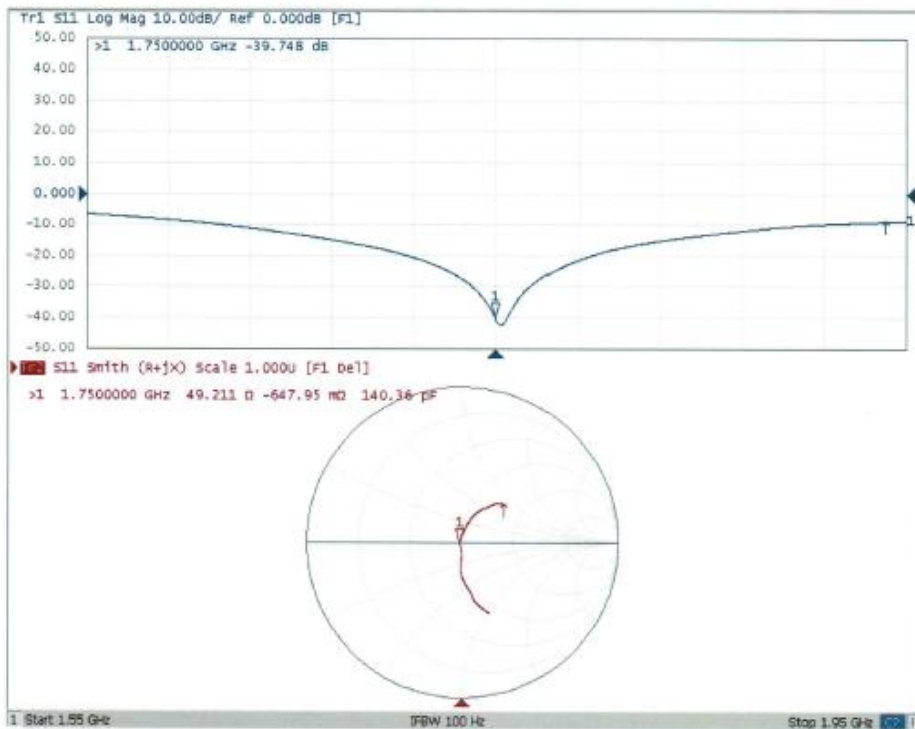 Tr1 S11 Log Mag 10.00dB/ Ref 0.000dB [F1]
50.00
>1 1.7500000 GHz -39.748 dB
40.00
30.00
20.00
10.00
0.000
-10.00
1
-20.00
-30.00
1
-40.00
-50.00
S11 Smith (R+jX) Scale 1.000U [F1 Del]
>1 1.7500000 GHz 49.211 Ω -647.95 mΩ 140.36 pF
1
1 Start 1.55 GHz IFBW 100 Hz Stop 1.95 GHz